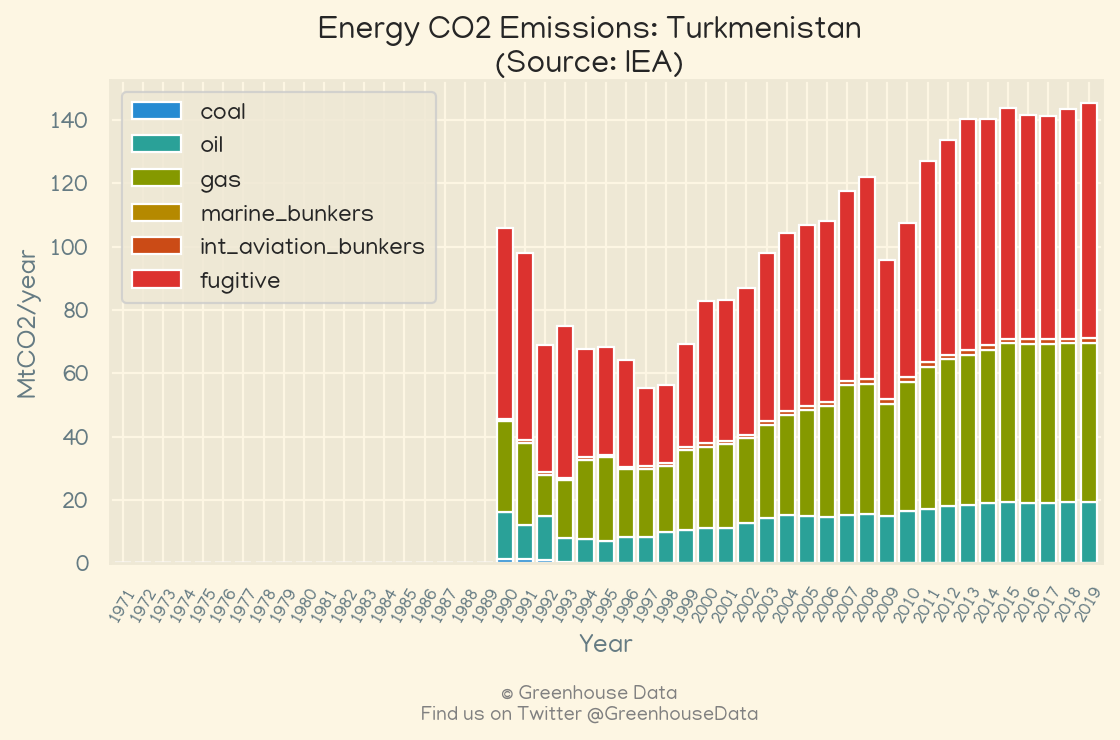 Energy CO2 Emissions: Turkmenistan
(Source: IEA)
coal
oil
gas
marine_bunkers
int_aviation_bunkers
fugitive
MtCO2/year
140
120
100
80
60
40
20
0
1971 1972 1973 1974 1975 1976 1977 1978 1979 1980 1981 1982 1983 1984 1985 1986 1987 1988 1989 1990 1991 1992 1993 1994 1995 1996 1997 1998 1999 2000 2001 2002 2003 2004 2005 2006 2007 2008 2009 2010 2011 2012 2013 2014 2015 2016 2017 2018 2019
Year
© Greenhouse Data
Find us on Twitter @GreenhouseData